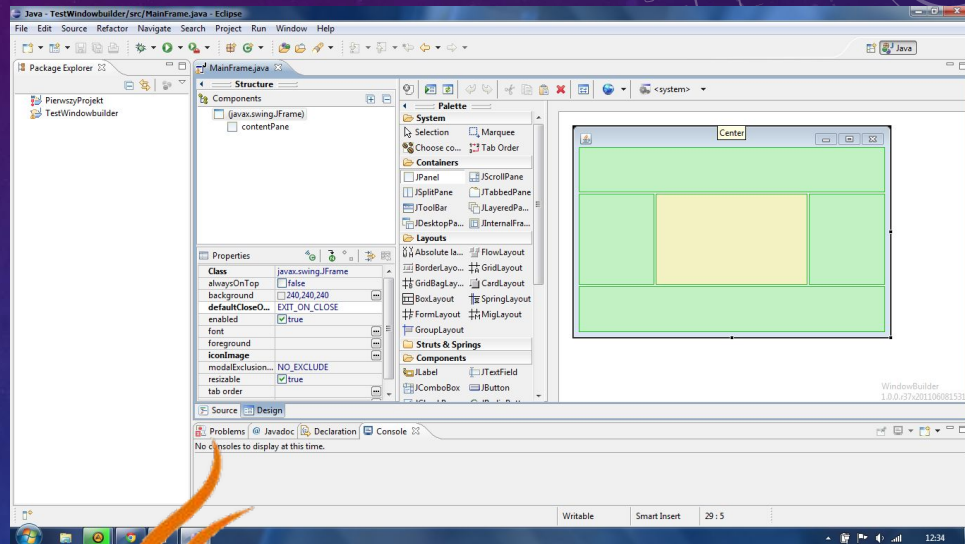 Java - TestWindowbuilder/src/MainFrame.java - Eclipse
File Edit Source Refactor Navigate Search Project Run Window Help
Java
Package Explorer
PierwszyProjekt
TestWindowbuilder
MainFrame.java
Structure
Components
(javax.swing.JFrame)
contentPane
Properties
Class javax.swing.JFrame
alwaysOnTop false
background 240,240,240
defaultCloseO... EXIT_ON_CLOSE
enabled true
font
foreground
iconImage
modalExclusion... NO_EXCLUDE
resizable true
tab order
<system>
Palette
System
Selection Marquee
Choose co... Tab Order
Containers
JPanel JScrollPane
JSplitPane JTabbedPane
JToolBar JLayeredPa...
JDesktopPa... JInternalFra...
Layouts
Absolute la... FlowLayout
BorderLayo... GridLayout
GridBagLay... CardLayout
BoxLayout SpringLayout
FormLayout MigLayout
GroupLayout
Struts & Springs
Components
JLabel JTextField
JComboBox JButton
Center
WindowBuilder
1.0.0.r37x201106081531
Source Design
Problems Javadoc Declaration Console
No consoles to display at this time.
Writable Smart Insert 29 : 5
12:34